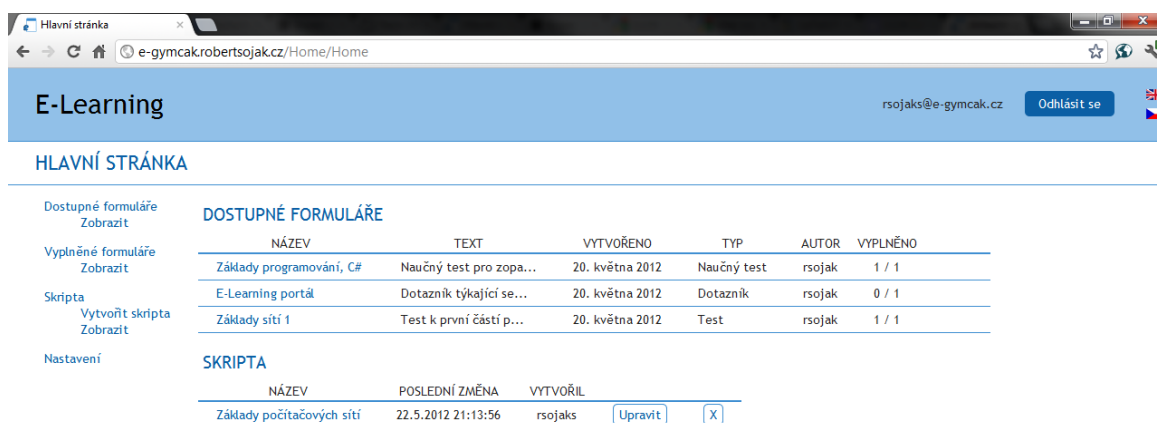 Hlavní stránka
e-gymcak.robertsojak.cz/Home/Home
E-Learning
rsojaks@e-gymcak.cz Odhlásit se
HLAVNÍ STRÁNKA
Dostupné formuláře
Zobrazit
Vyplněné formuláře
Zobrazit
Skripta
Vytvořit skripta
Zobrazit
Nastavení
DOSTUPNÉ FORMULÁŘE
NÁZEV TEXT VYTVOŘENO TYP AUTOR VYPLNĚNO
Základy programování, C# Naučný test pro zopa... 20. května 2012 Naučný test rsojak 1 / 1
E-Learning portál Dotazník týkající se... 20. května 2012 Dotazník rsojak 0 / 1
Základy sítí 1 Test k první částí p... 20. května 2012 Test rsojak 1 / 1
SKRIPTA
NÁZEV POSLEDNÍ ZMĚNA VYTVOŘIL
Základy počítačových sítí 22.5.2012 21:13:56 rsojaks Upravit X